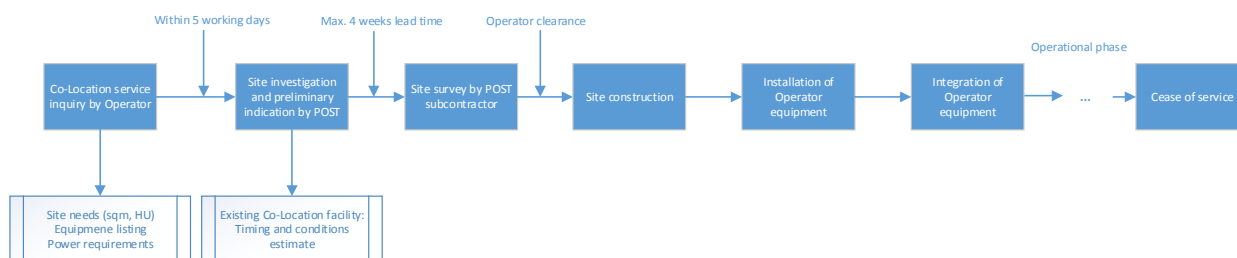 Within 5 working days
Max. 4 weeks lead time
Operator clearance
Operational phase
Co-Location service
inquiry by Operator
Site investigation
and preliminary
indication by POST
Site survey by POST
subcontractor
Site construction
Installation of
Operator
equipment
Integration of
Operator
equipment
...
Cease of service
Site needs (sqm, HU)
Equipmene listing
Power requirements
Existing Co-Location facility:
Timing and conditions
estimate